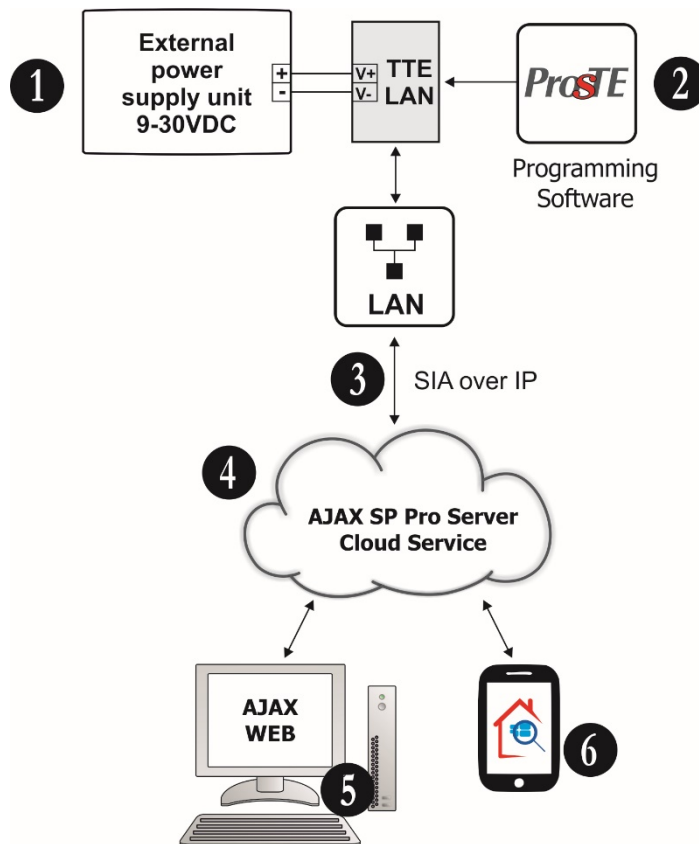 1
External
power
supply unit
9-30VDC
+
-
V+
V-
TTE
LAN
ProsTE
2
Programming
Software
LAN
3
SIA over IP
4
AJAX SP Pro Server
Cloud Service
AJAX
WEB
5
6